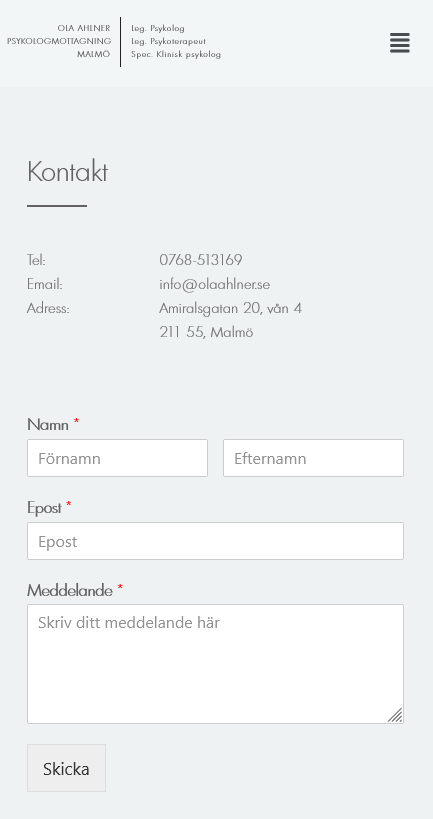 OLA AHLNER
PSYKOLOGMOTTAGNING
MALMÖ
Leg. Psykolog
Leg. Psykoterapeut
Spec. Klinisk psykolog
Kontakt
Tel: 0768-513169
Email: info@olaahlner.se
Adress: Amiralsgatan 20, vån 4
211 55, Malmö
Namn *
Förnamn Efternamn
Epost *
Epost
Meddelande *
Skriv ditt meddelande här
Skicka